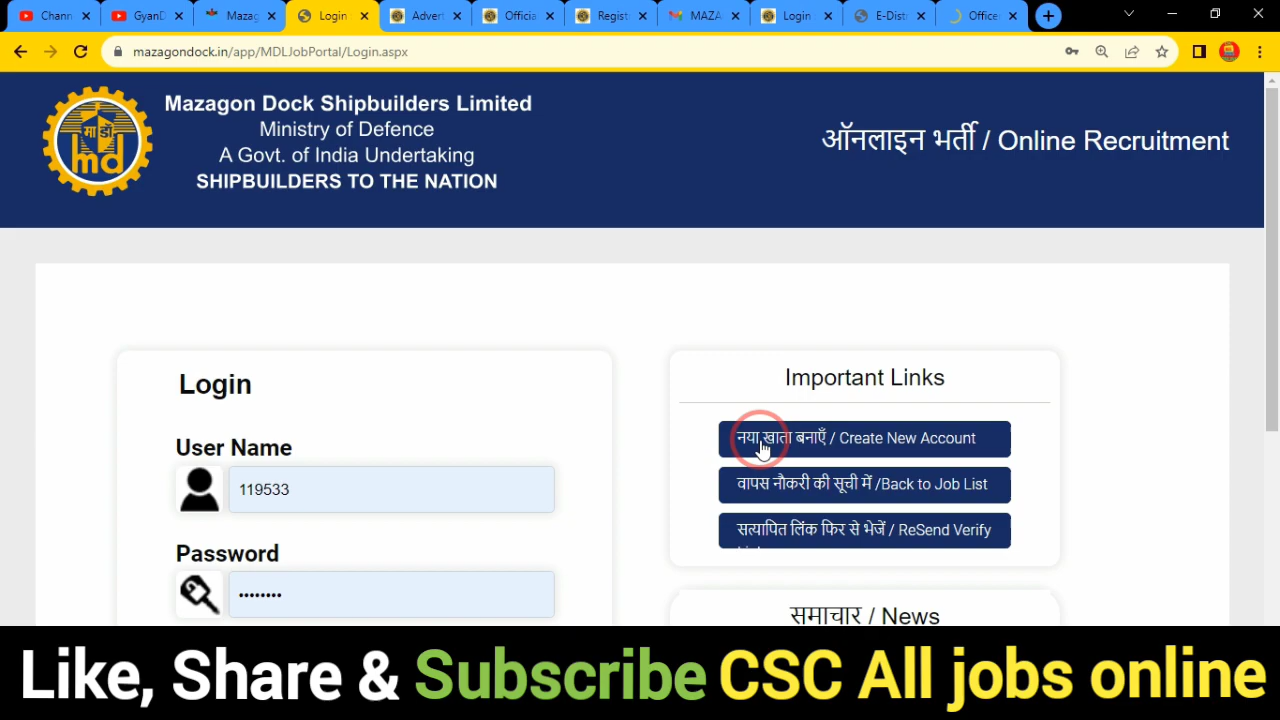 Chann
GyanD
Mazag
Login
Advert
Officia
Regist
MAZA
Login
E-Dist
Office
mazagondock.in/app/MDLJobPortal/Login.aspx
Mazagon Dock Shipbuilders Limited
Ministry of Defence
A Govt. of India Undertaking
SHIPBUILDERS TO THE NATION
मा डॉ
md
ऑनलाइन भर्ती / Online Recruitment
Login
User Name
119533
Password
••••••••
Important Links
नया खाता बनाएँ / Create New Account
वापस नौकरी की सूची में /Back to Job List
सत्यापित लिंक फिर से भेजें / ReSend Verify
समाचार / News
Like, Share & Subscribe CSC All jobs online